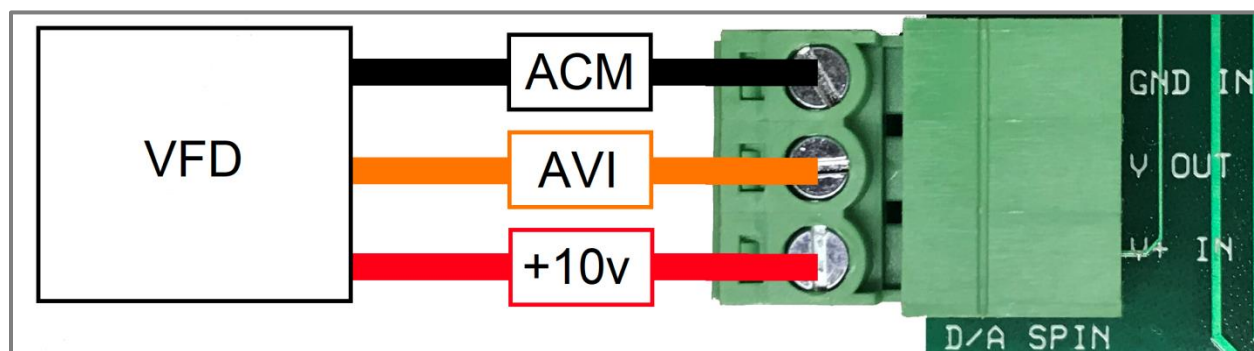 VFD
ACM
AVI
+10v
GND IN
V OUT
V+ IN
D/A SPIN